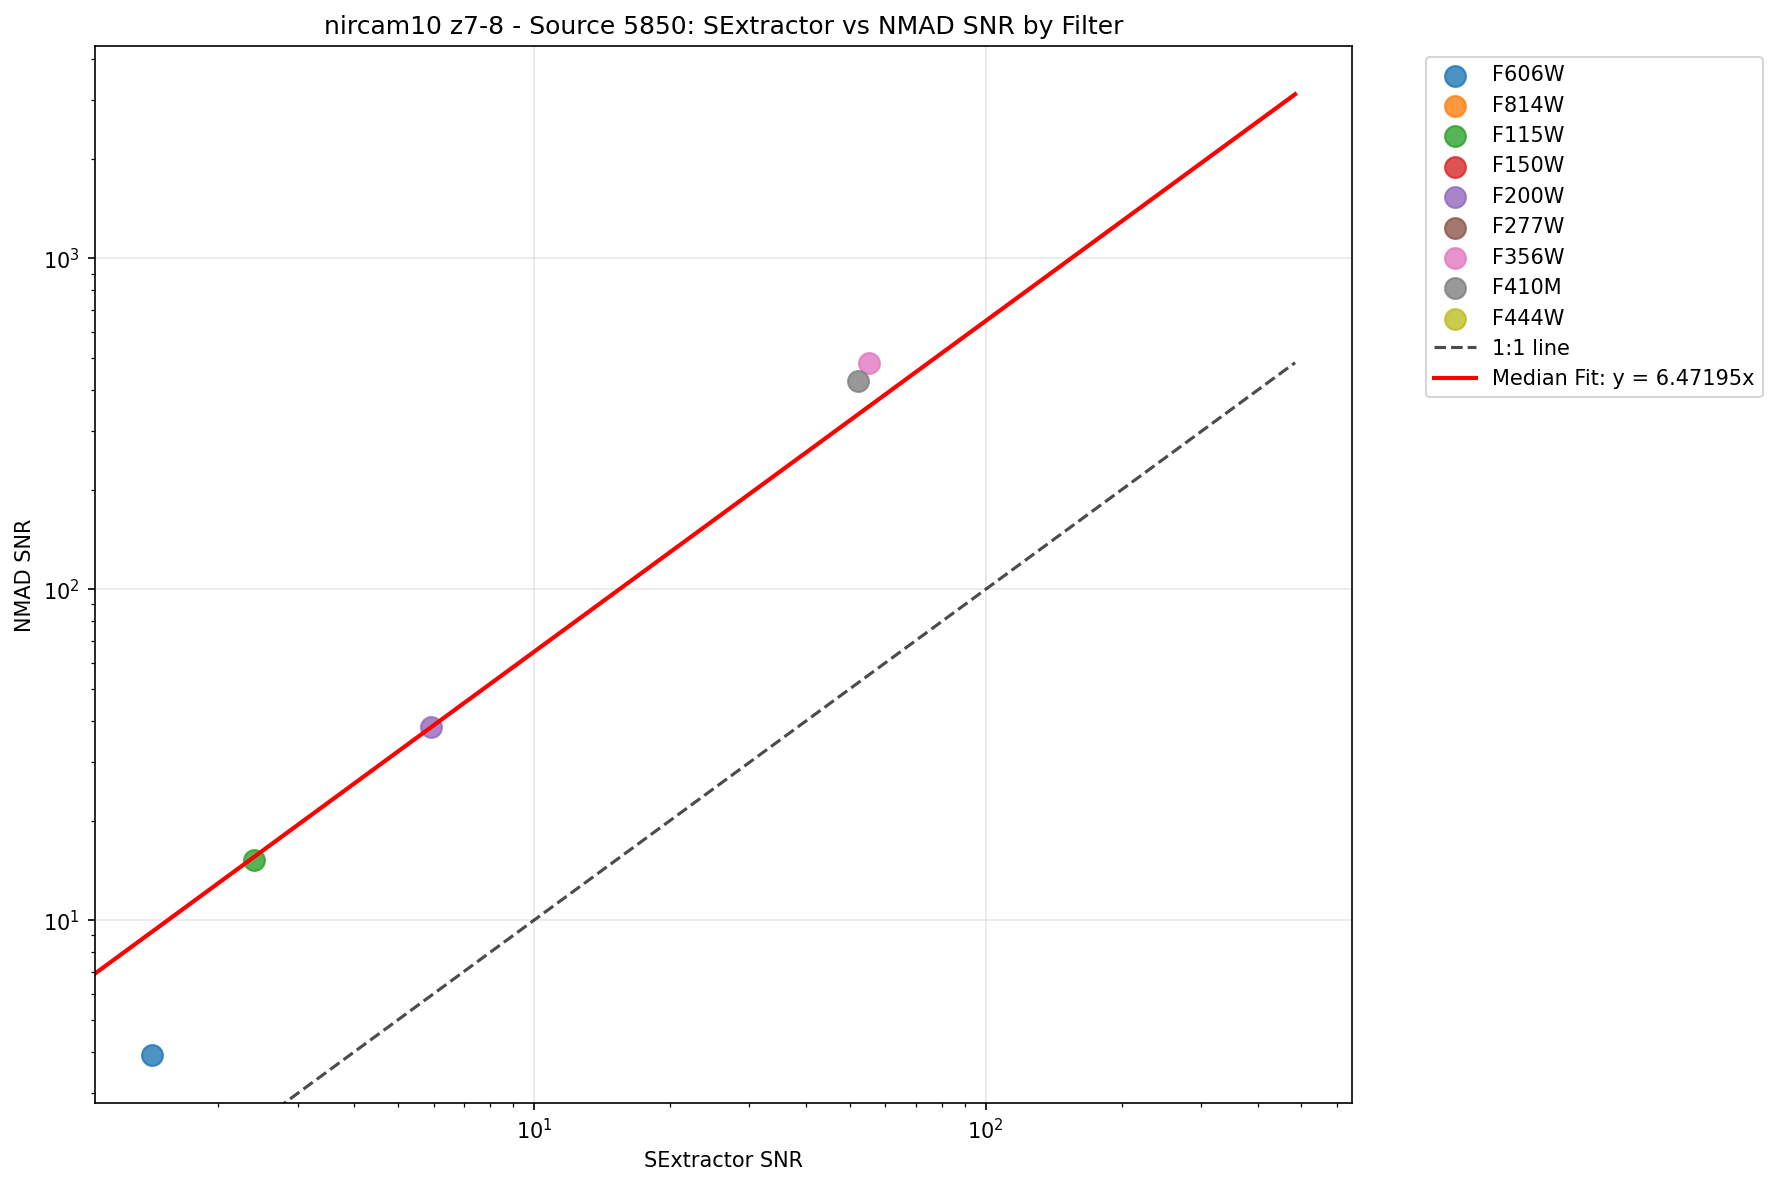 nircam10 z7-8 - Source 5850: SExtractor vs NMAD SNR by Filter
F606W
F814W
F115W
F150W
F200W
F277W
F356W
F410M
F444W
1:1 line
Median Fit: y = 6.47195x
NMAD SNR
10³
10²
10¹
10¹
10²
SExtractor SNR